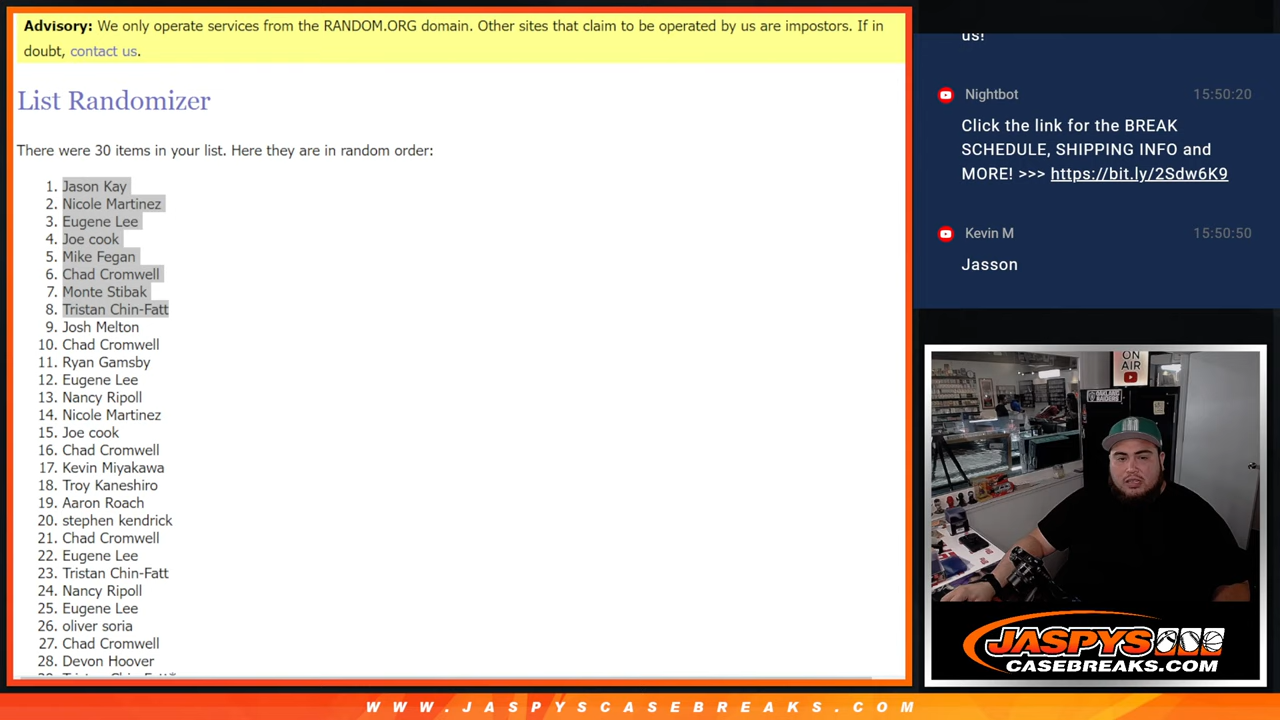 Advisory: We only operate services from the RANDOM.ORG domain. Other sites that claim to be operated by us are impostors. If in
doubt, contact us.
List Randomizer
There were 30 items in your list. Here they are in random order:
1. Jason Kay
2. Nicole Martinez
3. Eugene Lee
4. Joe cook
5. Mike Fegan
6. Chad Cromwell
7. Monte Stibak
8. Tristan Chin-Fatt
9. Josh Melton
10. Chad Cromwell
11. Ryan Gamsby
12. Eugene Lee
13. Nancy Ripoll
14. Nicole Martinez
15. Joe cook
16. Chad Cromwell
17. Kevin Miyakawa
18. Troy Kaneshiro
19. Aaron Roach
20. stephen kendrick
21. Chad Cromwell
22. Eugene Lee
23. Tristan Chin-Fatt
24. Nancy Ripoll
25. Eugene Lee
26. oliver soria
27. Chad Cromwell
28. Devon Hoover
us!
Nightbot 15:50:20
Click the link for the BREAK
SCHEDULE, SHIPPING INFO and
MORE! >>> https://bit.ly/2Sdw6K9
Kevin M 15:50:50
Jasson
ON
AIR
JASPYS
CASEBREAKS.COM
WWW.JASPYSCASEBREAKS.COM